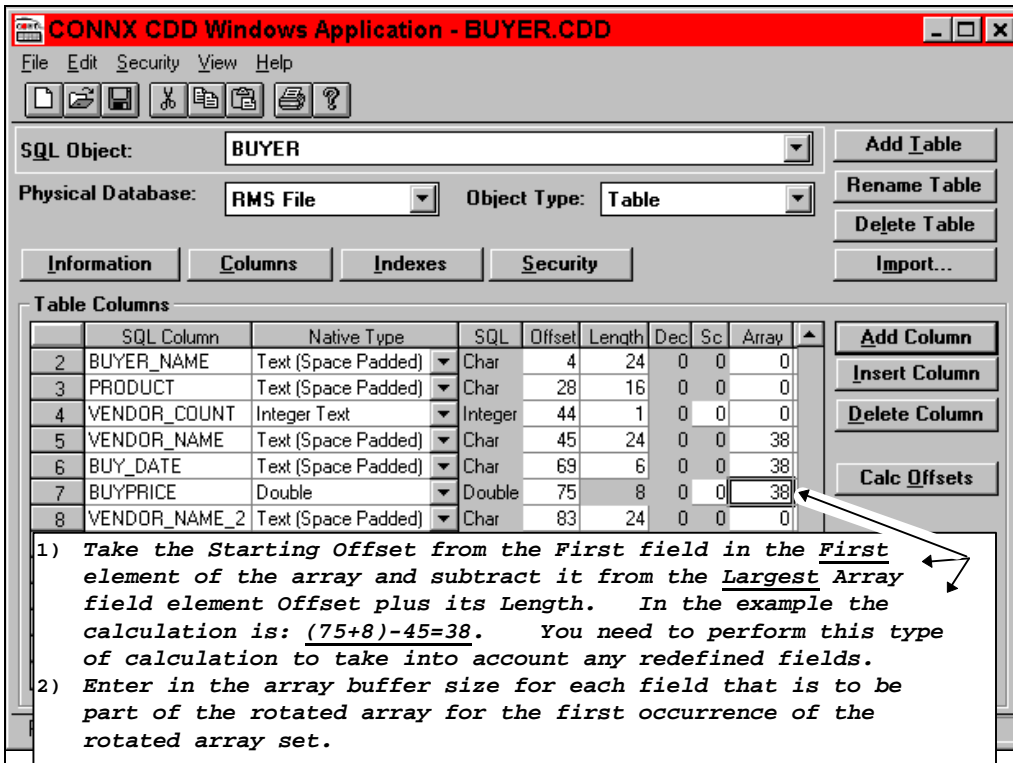 CONNX CDD Windows Application - BUYER.CDD
File Edit Security View Help
SQL Object: BUYER Add Table
Physical Database: RMS File Object Type: Table Rename Table
Delete Table
Information Columns Indexes Security Import...
Table Columns
SQL Column Native Type SQL Offset Length Dec Sc Array Add Column
2 BUYER_NAME Text (Space Padded) Char 4 24 0 0 0
3 PRODUCT Text (Space Padded) Char 28 16 0 0 0 Insert Column
4 VENDOR_COUNT Integer Text Integer 44 1 0 0 0 Delete Column
5 VENDOR_NAME Text (Space Padded) Char 45 24 0 0 38
6 BUY_DATE Text (Space Padded) Char 69 6 0 0 38 Calc Offsets
7 BUYPRICE Double Double 75 8 0 0 38
8 VENDOR_NAME_2 Text (Space Padded) Char 83 24 0 0 0
1) Take the Starting Offset from the First field in the First
element of the array and subtract it from the Largest Array
field element Offset plus its Length. In the example the
calculation is: (75+8)-45=38. You need to perform this type
of calculation to take into account any redefined fields.
2) Enter in the array buffer size for each field that is to be
part of the rotated array for the first occurrence of the
rotated array set.